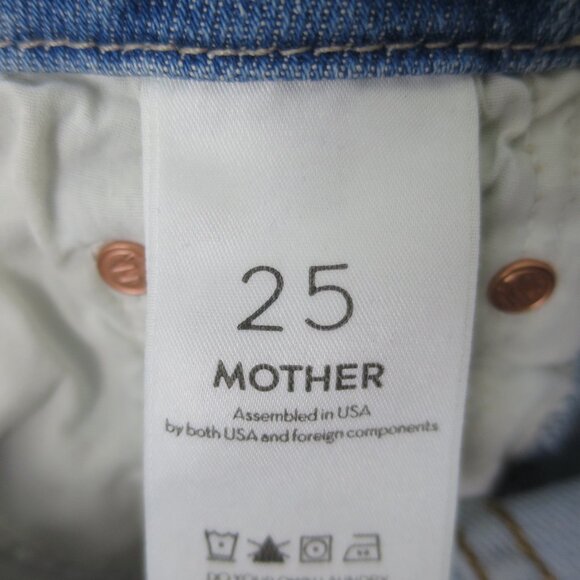 25
MOTHER
Assembled in USA
by both USA and foreign components